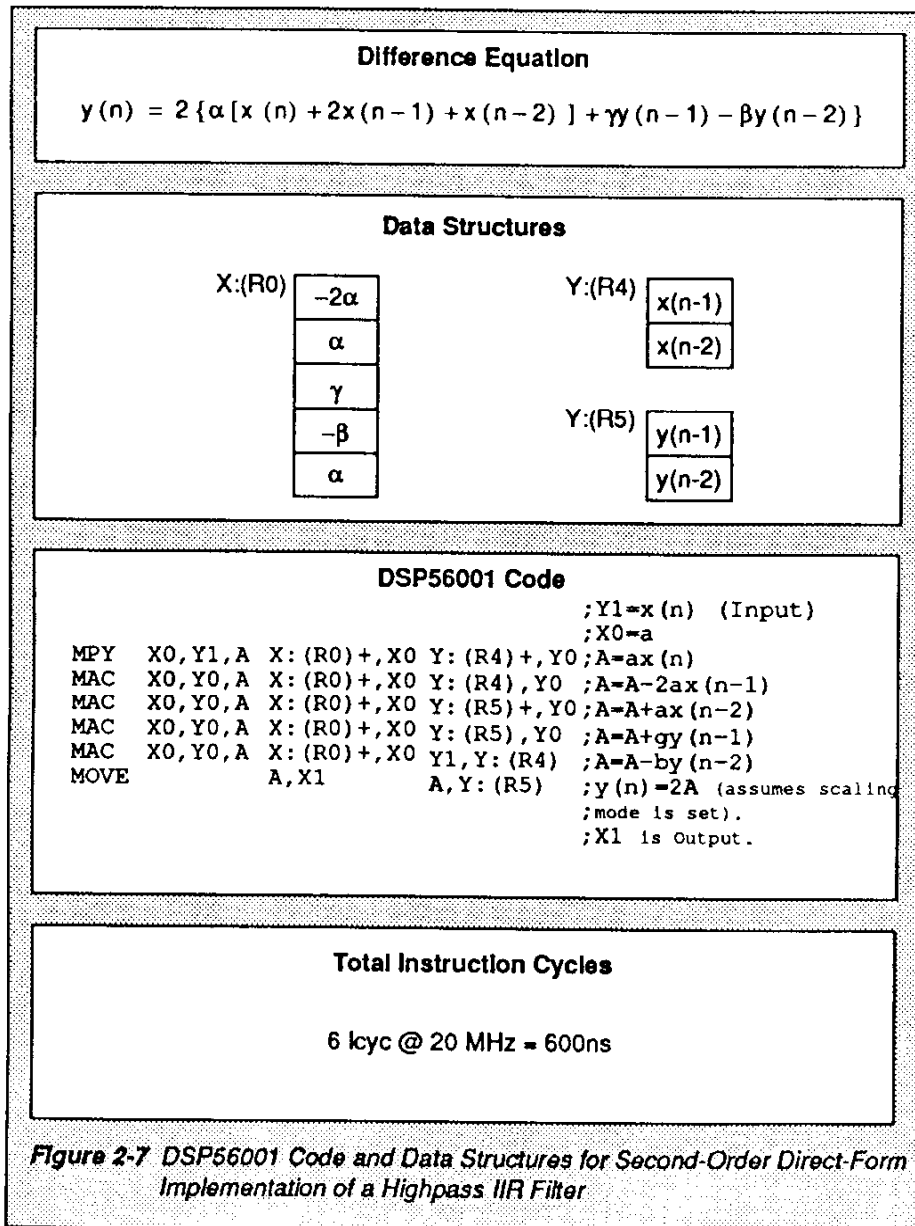 Difference Equation
y(n) = 2{α[x(n)+2x(n−1)+x(n−2)]+γy(n−1)−βy(n−2)}
Data Structures
X:(R0)
−2α
α
γ
−β
α
Y:(R4)
x(n-1)
x(n-2)
Y:(R5)
y(n-1)
y(n-2)
DSP56001 Code
;Y1=x(n) (Input)
;X0=a
MPY X0,Y1,A X:(R0)+,X0 Y:(R4)+,Y0 ;A=ax(n)
MAC X0,Y0,A X:(R0)+,X0 Y:(R4),Y0 ;A=A-2ax(n-1)
MAC X0,Y0,A X:(R0)+,X0 Y:(R5)+,Y0 ;A=A+ax(n-2)
MAC X0,Y0,A X:(R0)+,X0 Y:(R5),Y0 ;A=A+gy(n-1)
MAC X0,Y0,A X:(R0)+,X0 Y1,Y:(R4) ;A=A-by(n-2)
MOVE A,X1 A,Y:(R5) ;y(n)=2A (assumes scaling
;mode is set).
;X1 is Output.
Total Instruction Cycles
6 Icyc @ 20 MHz = 600ns
Figure 2-7 DSP56001 Code and Data Structures for Second-Order Direct-Form
Implementation of a Highpass IIR Filter